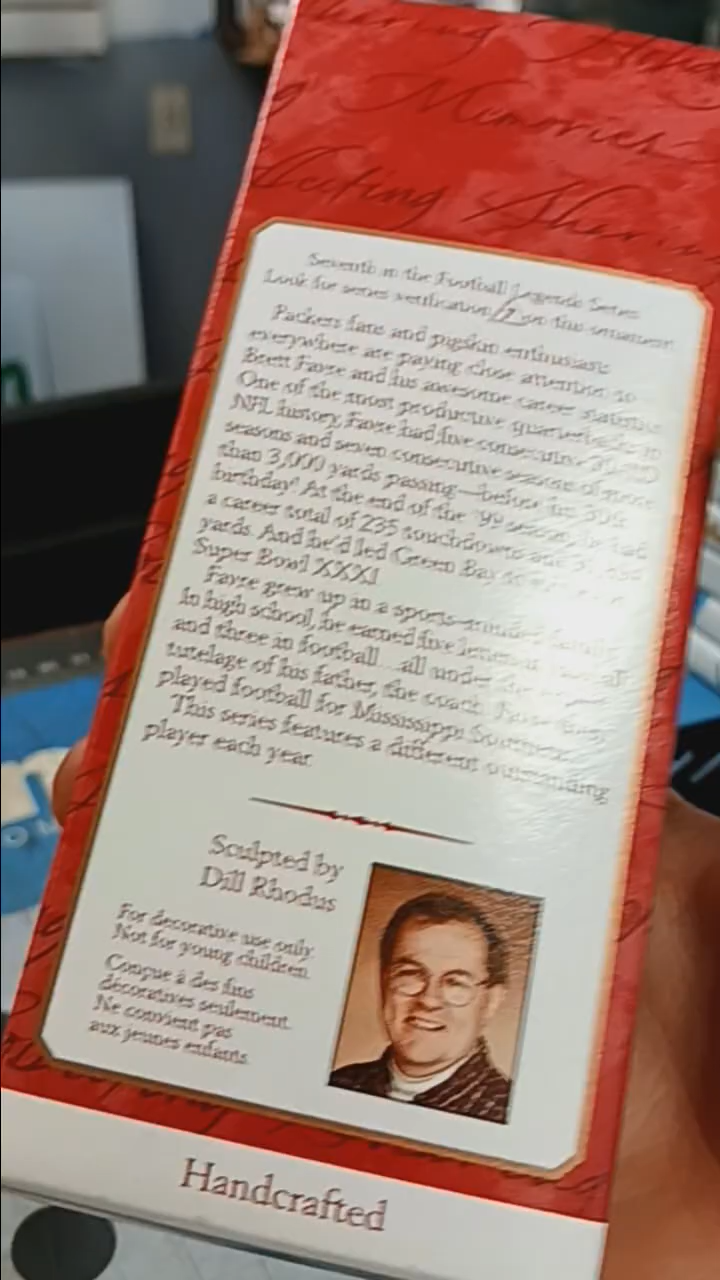 Memories
Seventh in the Football Legends Series
Look for series verification 7 on the ornament.
Packers fans and pigskin enthusiasts
everywhere are paying close attention to
Brett Favre and his awesome career statistics.
One of the most productive quarterbacks in
NFL history, Favre had five consecutive
seasons and seven consecutive seasons of more
than 3,000 yards passing—before his 30th
birthday! At the end of the '99 season, he had
a career total of 235 touchdowns and
yards. And he'd led Green Bay to
Super Bowl XXXI.
Favre grew up in a sports-minded family.
In high school, he earned five letters in
and three in football...all under the
tutelage of his father, the coach. Favre then
played football for Mississippi Southern.
This series features a different outstanding
player each year.
Sculpted by
Dill Rhodus
For decorative use only.
Not for young children.
Conçue à des fins
décoratives seulement.
Ne convient pas
aux jeunes enfants.
Handcrafted